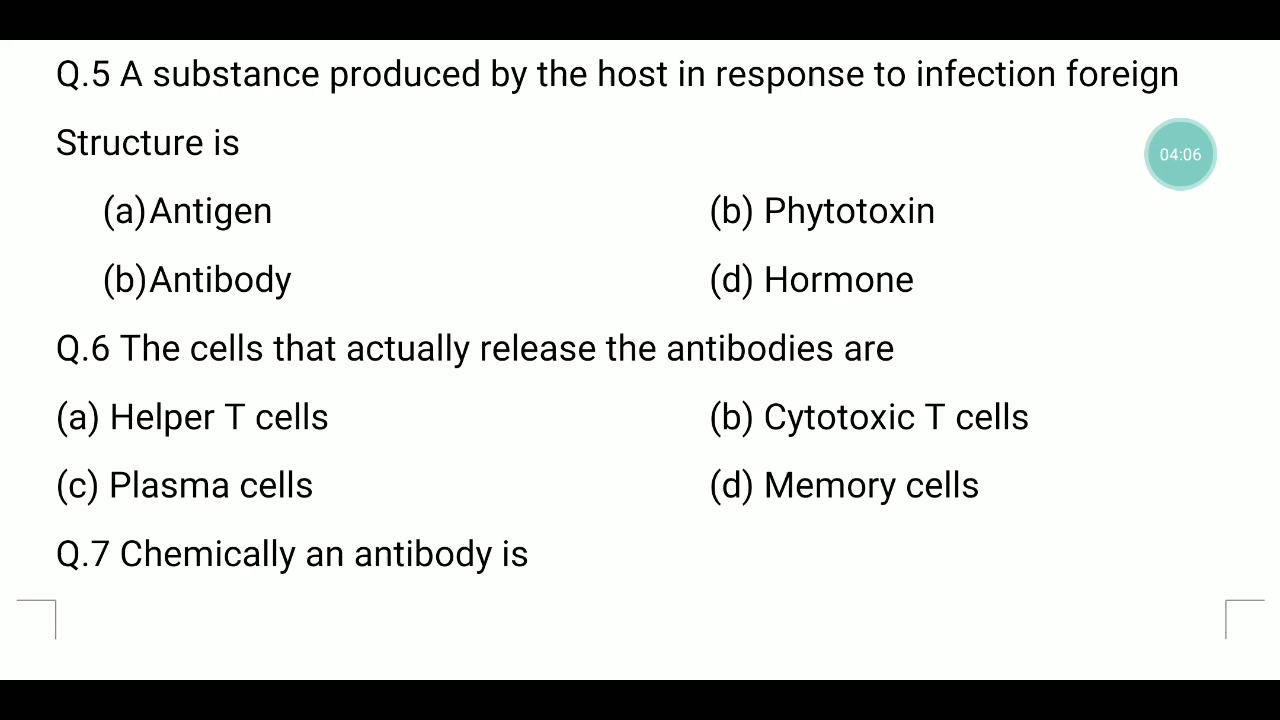 Q.5 A substance produced by the host in response to infection foreign
Structure is
04:06
(a)Antigen (b) Phytotoxin
(b)Antibody (d) Hormone
Q.6 The cells that actually release the antibodies are
(a) Helper T cells (b) Cytotoxic T cells
(c) Plasma cells (d) Memory cells
Q.7 Chemically an antibody is